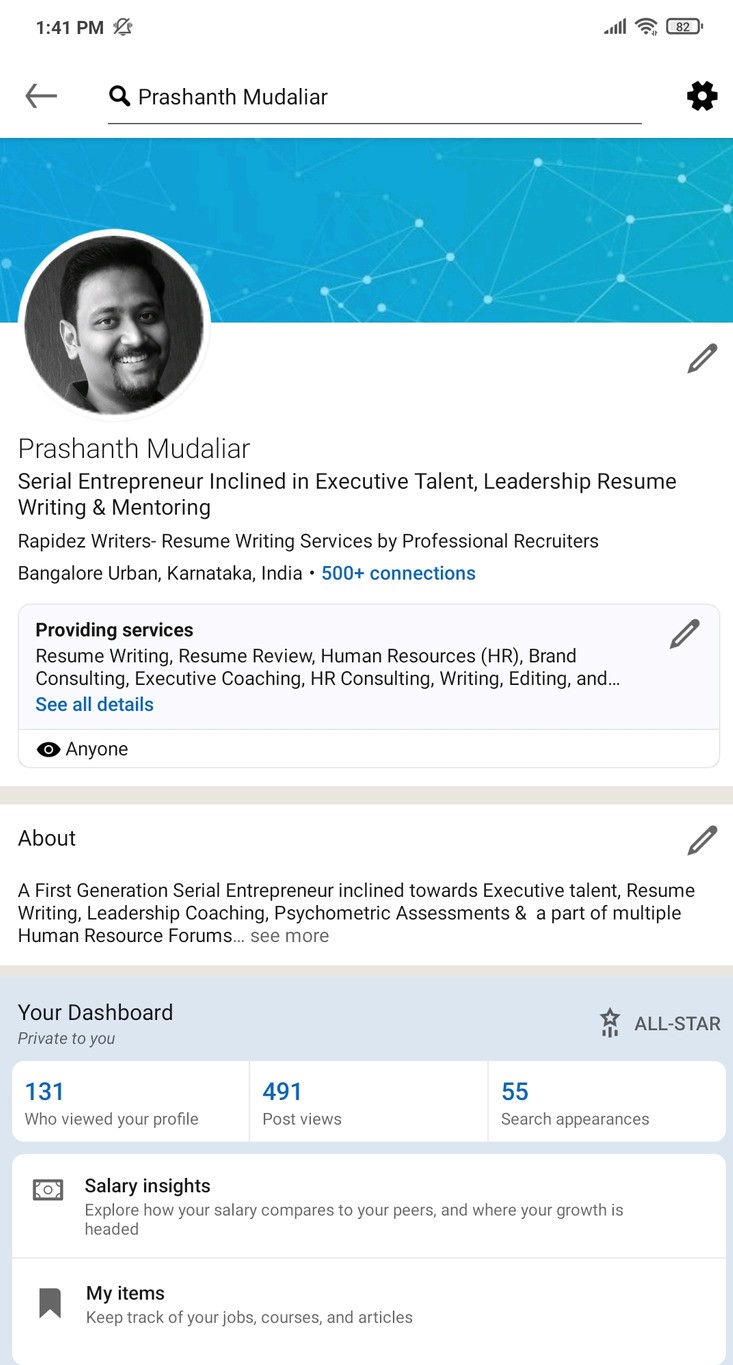 1:41 PM
82
Prashanth Mudaliar
Prashanth Mudaliar
Serial Entrepreneur Inclined in Executive Talent, Leadership Resume
Writing & Mentoring
Rapidez Writers- Resume Writing Services by Professional Recruiters
Bangalore Urban, Karnataka, India • 500+ connections
Providing services
Resume Writing, Resume Review, Human Resources (HR), Brand
Consulting, Executive Coaching, HR Consulting, Writing, Editing, and...
See all details
Anyone
About
A First Generation Serial Entrepreneur inclined towards Executive talent, Resume
Writing, Leadership Coaching, Psychometric Assessments &  a part of multiple
Human Resource Forums... see more
Your Dashboard
ALL-STAR
Private to you
131
Who viewed your profile
491
Post views
55
Search appearances
Salary insights
Explore how your salary compares to your peers, and where your growth is
headed
My items
Keep track of your jobs, courses, and articles